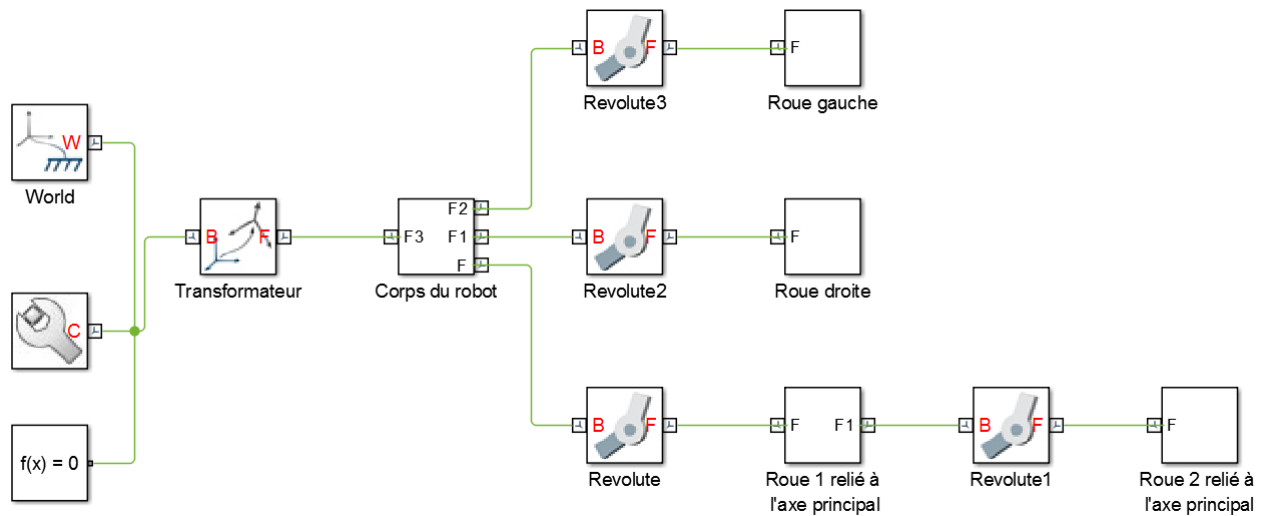 B F
Revolute3
F
Roue gauche
W
World
B F
Transformateur
F3 F2 F1 F
Corps du robot
B F
Revolute2
F
Roue droite
C
f(x) = 0
B F
Revolute
F F1
Roue 1 relié à
l'axe principal
B F
Revolute1
F
Roue 2 relié à
l'axe principal